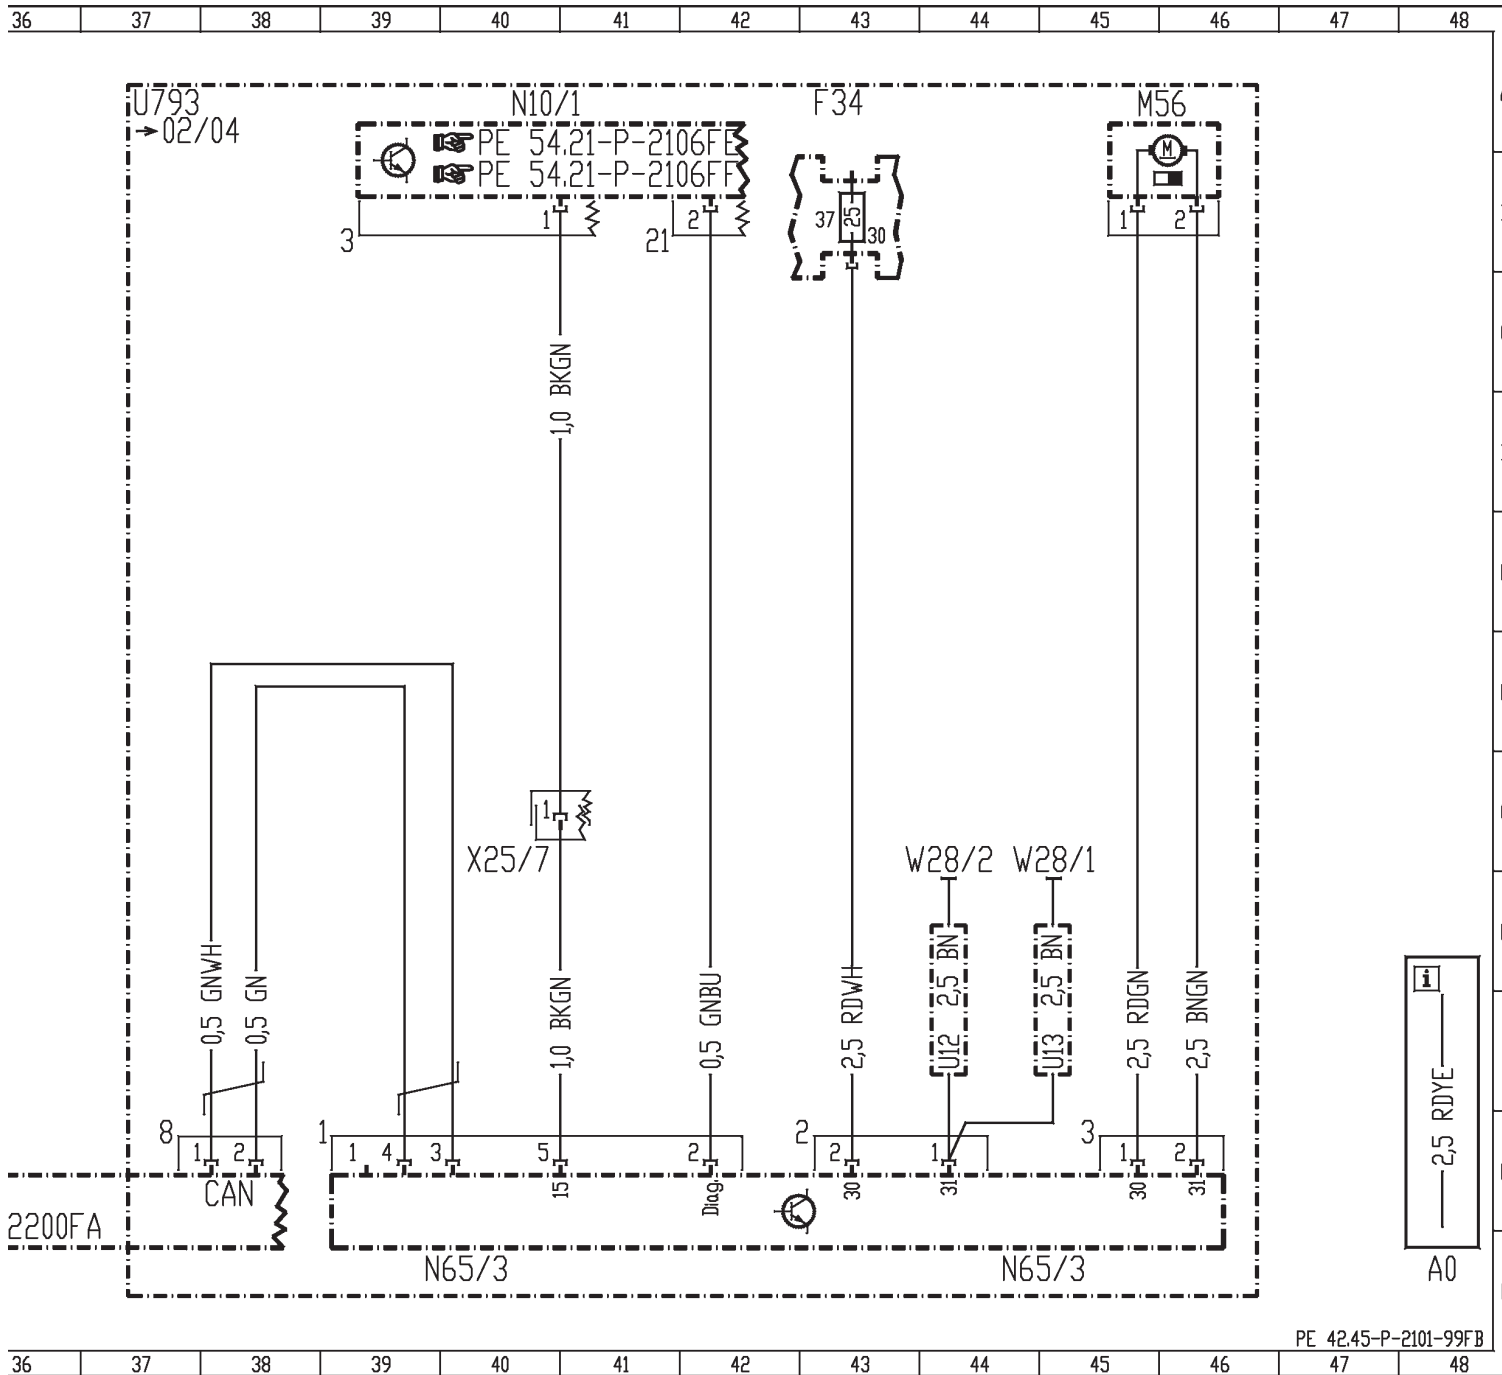 36 37 38 39 40 41 42 43 44 45 46 47 48
U793 N10/1 F34 M56
→ 02/04
PE 54.21-P-2106FE
PE 54.21-P-2106FF
M
3 1 21 2 37 25 30 1 2
1,0 BKGN
1
X25/7 W28/2 W28/1
0,5 GNWH
0,5 GN
1,0 BKGN
0,5 GNBU
2,5 RDWH
U12 2,5 BN
U13 2,5 BN
2,5 RDGN
2,5 BNGN
i
2,5 RDYE
8 1 2 3
1 2 1 4 3 5 2 2 1 1 2
CAN 15 Diag. 30 31 30 31
2200FA
N65/3 N65/3 A0
PE 42.45-P-2101-99FB
36 37 38 39 40 41 42 43 44 45 46 47 48